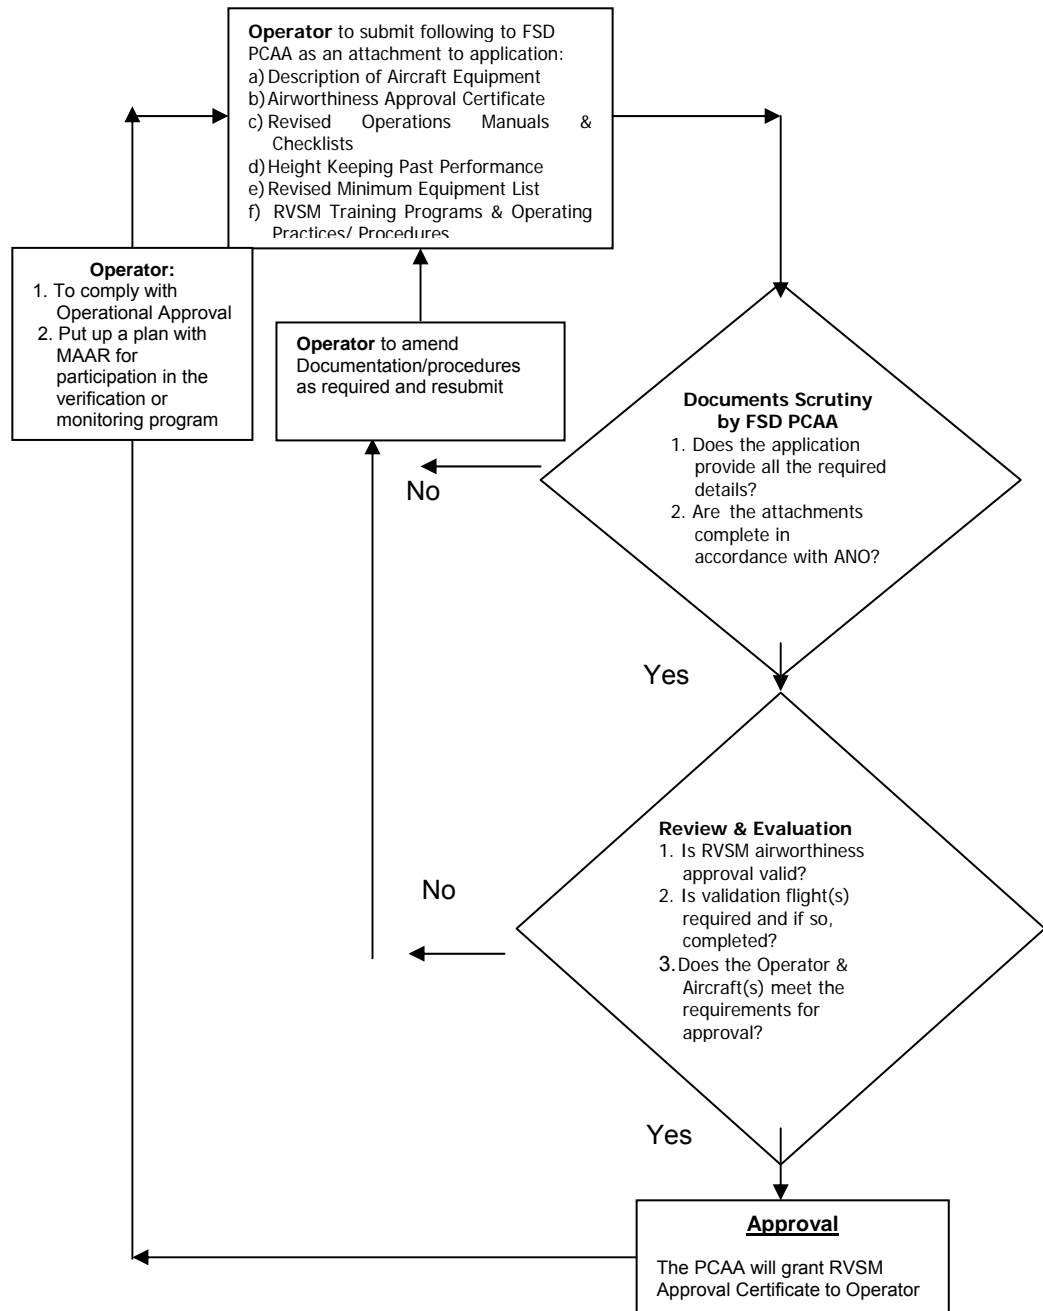 Operator to submit following to FSD
PCAA as an attachment to application:
a) Description of Aircraft Equipment
b) Airworthiness Approval Certificate
c) Revised Operations Manuals &
Checklists
d) Height Keeping Past Performance
e) Revised Minimum Equipment List
f) RVSM Training Programs & Operating
Practices/ Procedures
Operator:
1. To comply with
Operational Approval
2. Put up a plan with
MAAR for
participation in the
verification or
monitoring program
Operator to amend
Documentation/procedures
as required and resubmit
Documents Scrutiny
by FSD PCAA
1. Does the application
provide all the required
details?
2. Are the attachments
complete in
accordance with ANO?
No
Yes
Review & Evaluation
1. Is RVSM airworthiness
approval valid?
2. Is validation flight(s)
required and if so,
completed?
3. Does the Operator &
Aircraft(s) meet the
requirements for
approval?
No
Yes
Approval
The PCAA will grant RVSM
Approval Certificate to Operator